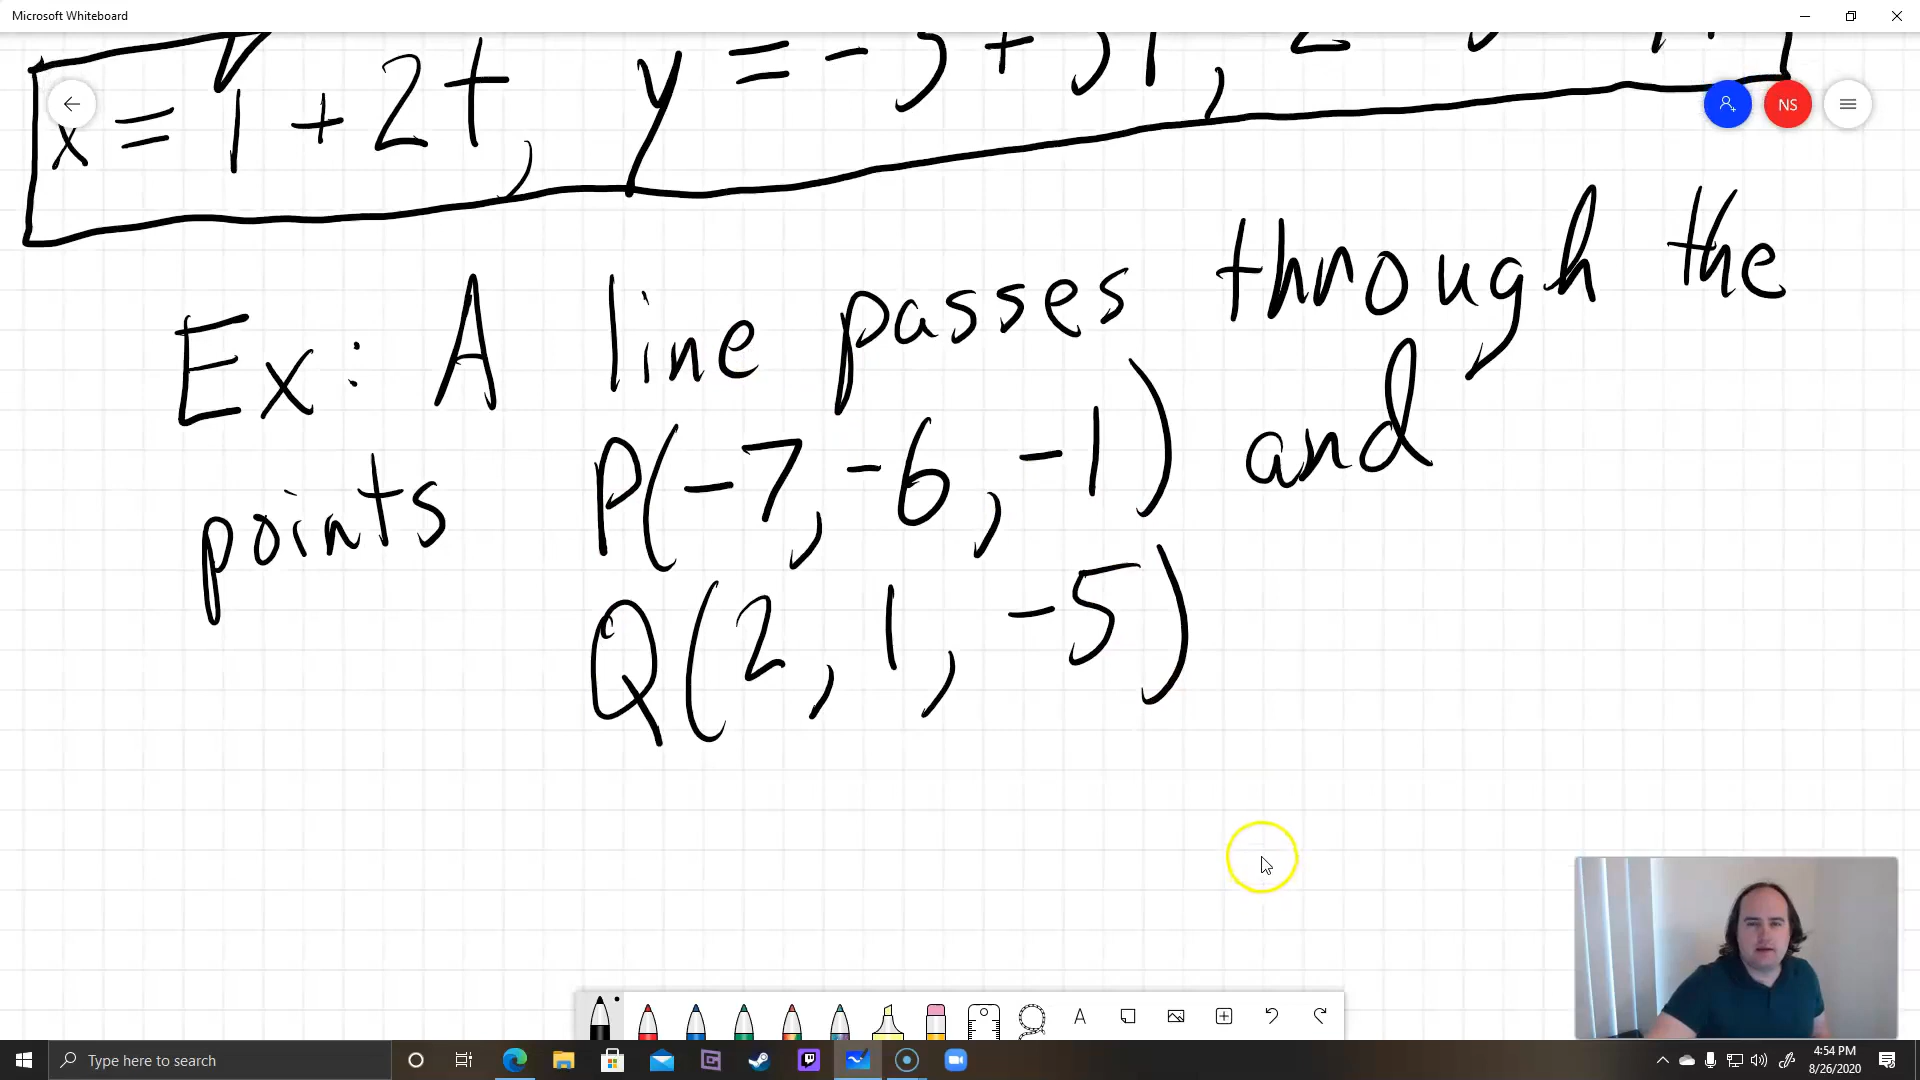 Microsoft Whiteboard
NS
x = 1 + 2t, y = -5 + 3t,
Ex: A line passes through the
points P(-7, -6, -1) and
Q(2, 1, -5)
A
Type here to search
4:54 PM
8/26/2020